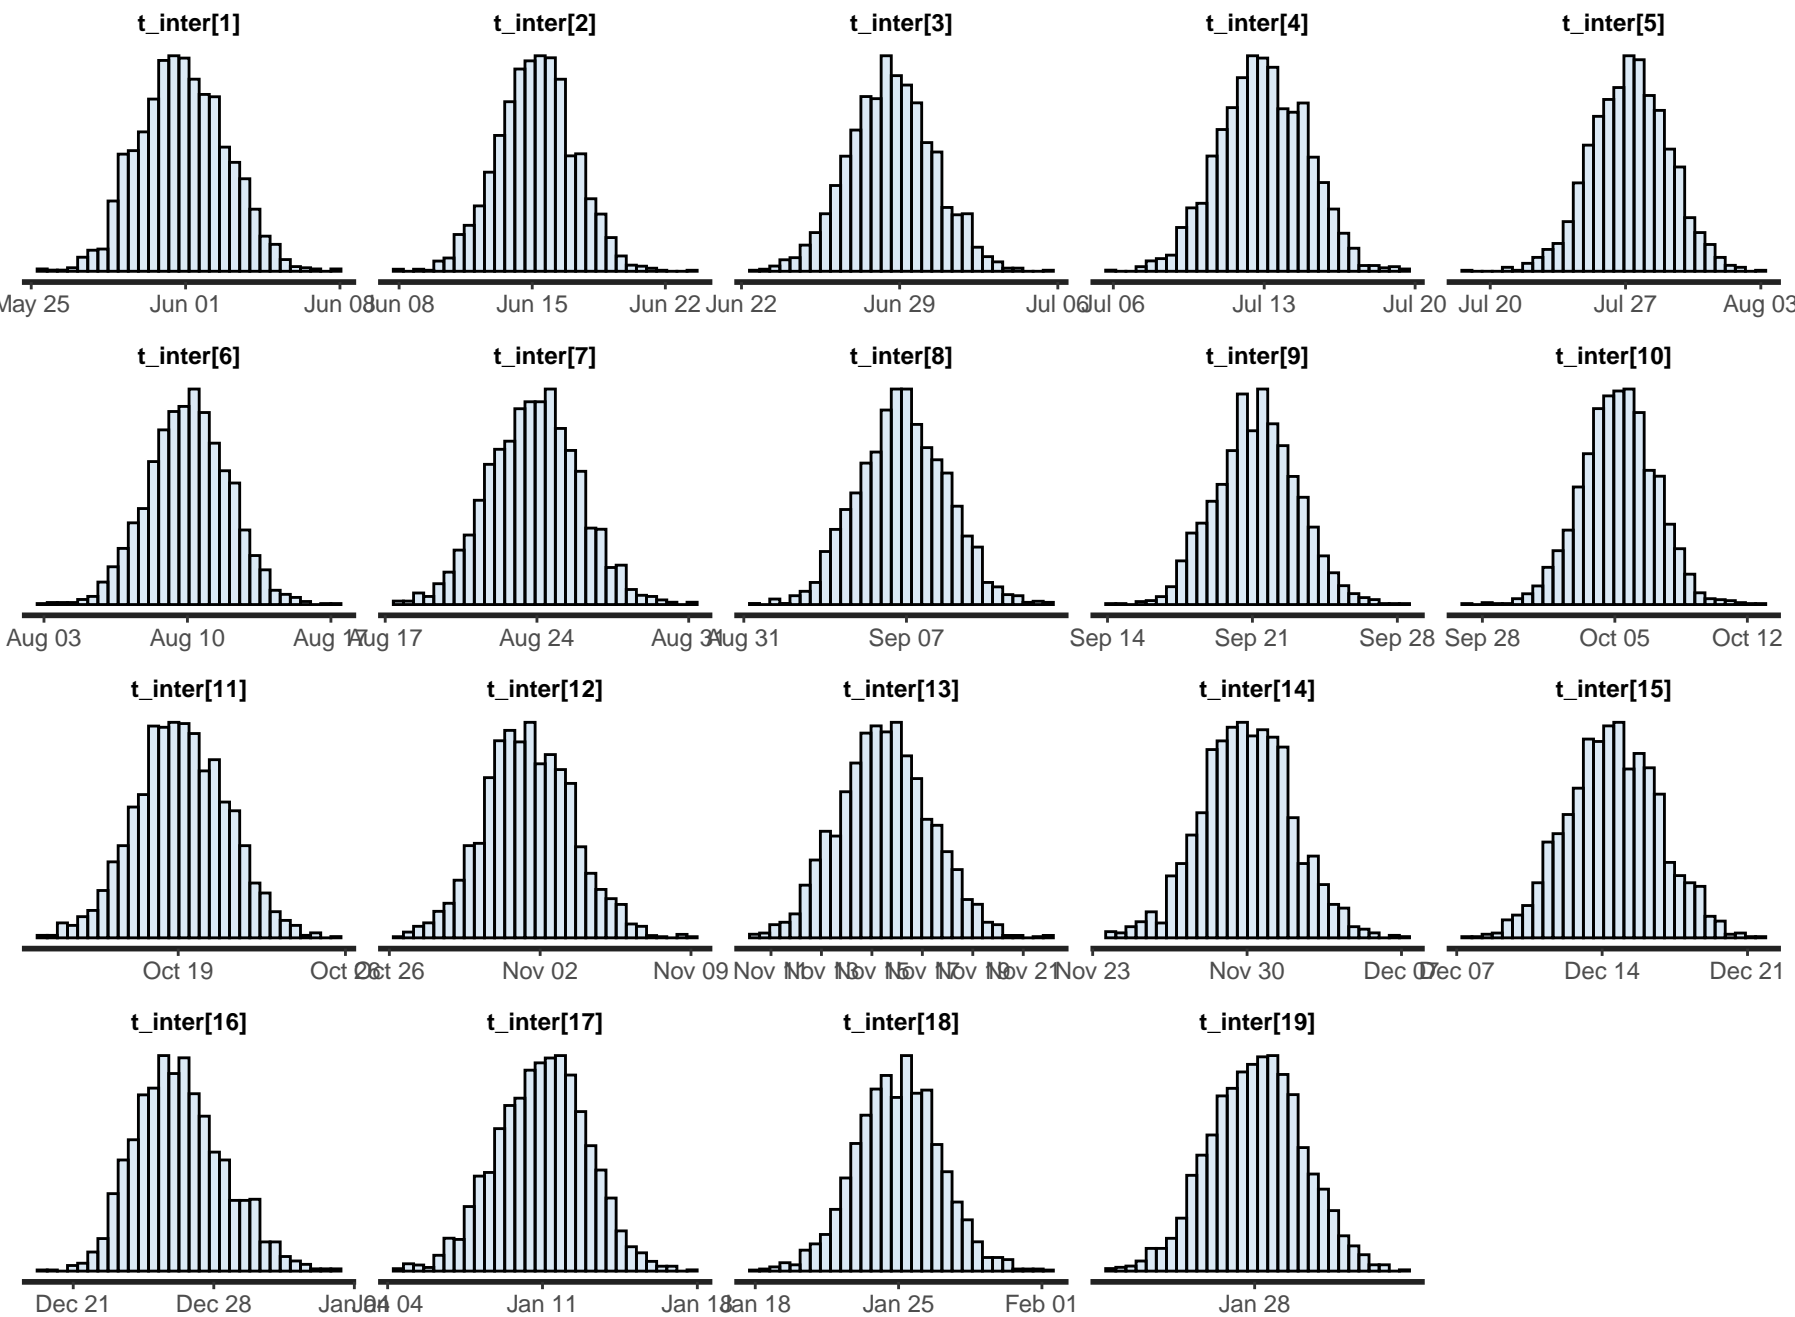 t_inter[1] t_inter[2] t_inter[3] t_inter[4] t_inter[5]
May 25 Jun 01 Jun 08 Jun 08 Jun 15 Jun 22 Jun 22 Jun 29 Jul 06 Jul 06 Jul 13 Jul 20 Jul 20 Jul 27 Aug 03
t_inter[6] t_inter[7] t_inter[8] t_inter[9] t_inter[10]
Aug 03 Aug 10 Aug 17 Aug 17 Aug 24 Aug 31 Aug 31 Sep 07 Sep 14 Sep 21 Sep 28 Sep 28 Oct 05 Oct 12
t_inter[11] t_inter[12] t_inter[13] t_inter[14] t_inter[15]
Oct 19 Oct 26 Oct 26 Nov 02 Nov 09 Nov 11 Nov 13 Nov 15 Nov 17 Nov 19 Nov 21 Nov 23 Nov 30 Dec 07 Dec 07 Dec 14 Dec 21
t_inter[16] t_inter[17] t_inter[18] t_inter[19]
Dec 21 Dec 28 Jan 04 Jan 04 Jan 11 Jan 18 Jan 18 Jan 25 Feb 01 Jan 28